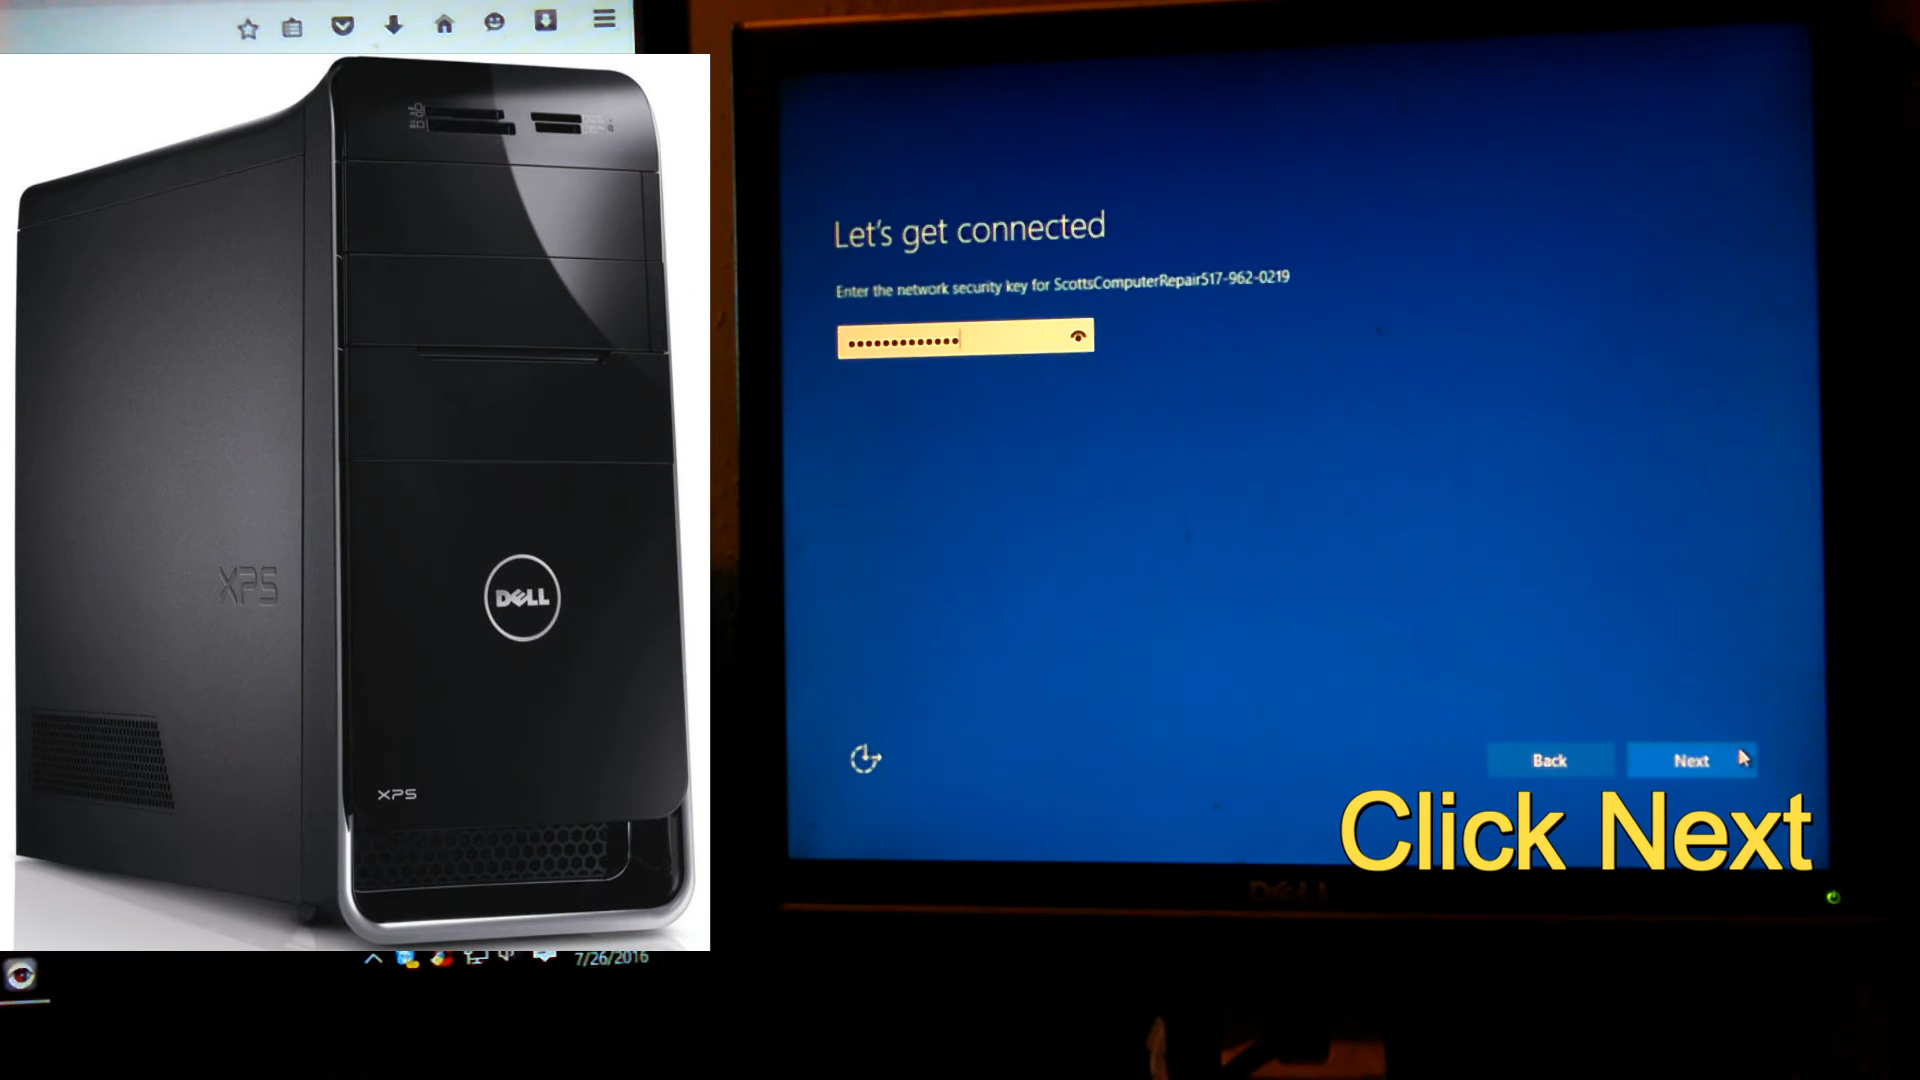 XPS
DELL
XPS
7/26/2016
Let's get connected
Enter the network security key for ScottsComputerRepair517-962-0219
Back
Next
Click Next
DELL